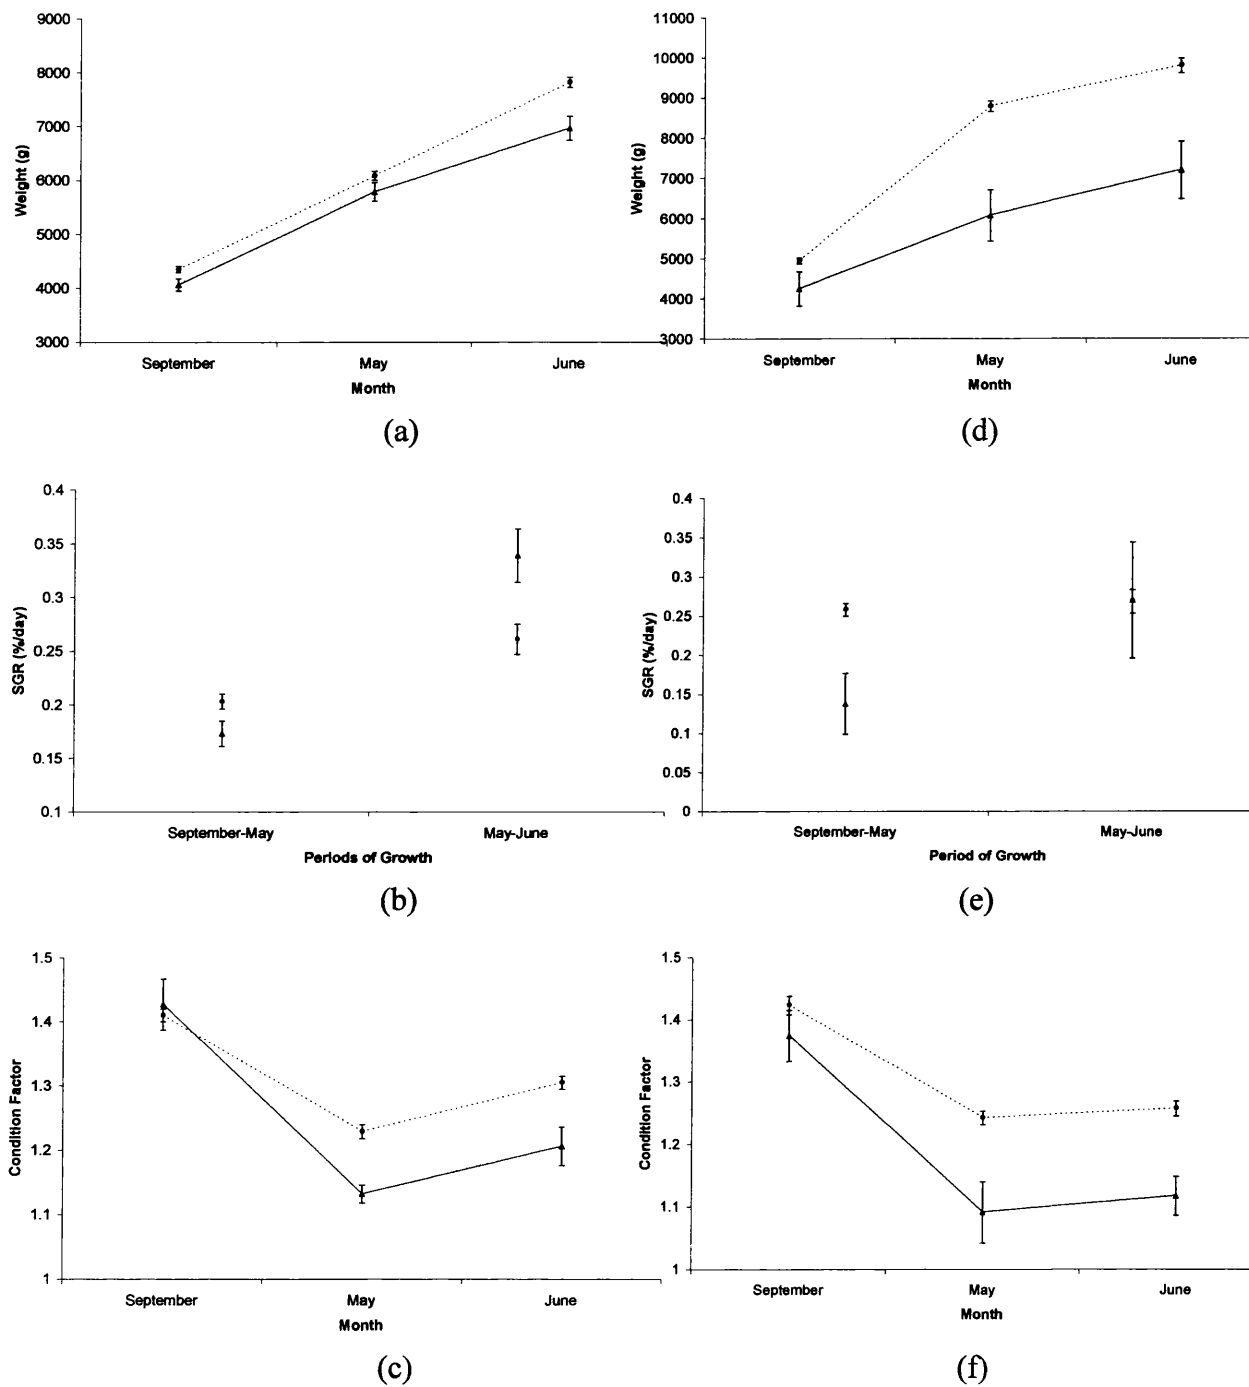 9000
8000
7000
6000
5000
4000
3000
Weight (g)
September May June
Month
(a)
11000
10000
9000
8000
7000
6000
5000
4000
3000
Weight (g)
September May June
Month
(d)
0.4
0.35
0.3
0.25
0.2
0.15
0.1
SGR (%/day)
September-May May-June
Periods of Growth
(b)
0.4
0.35
0.3
0.25
0.2
0.15
0.1
0.05
0
SGR (%/day)
September-May May-June
Period of Growth
(e)
1.5
1.4
1.3
1.2
1.1
1
Condition Factor
September May June
Month
(c)
1.5
1.4
1.3
1.2
1.1
1
Condition Factor
September May June
Month
(f)